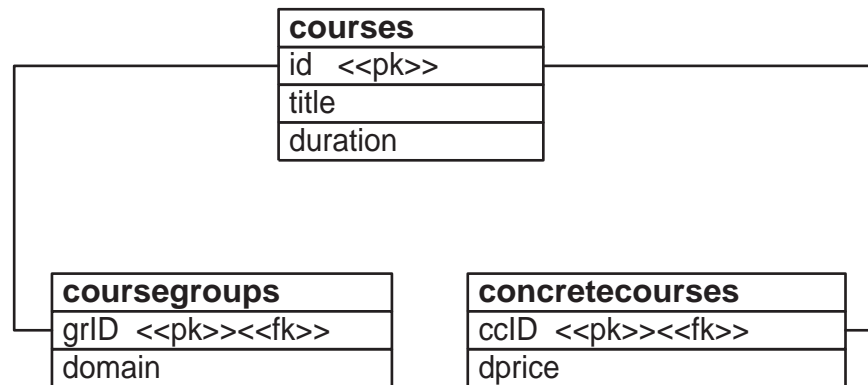 courses
id <<pk>>
title
duration
coursegroups
grID <<pk>><<fk>>
domain
concretecourses
ccID <<pk>><<fk>>
dprice